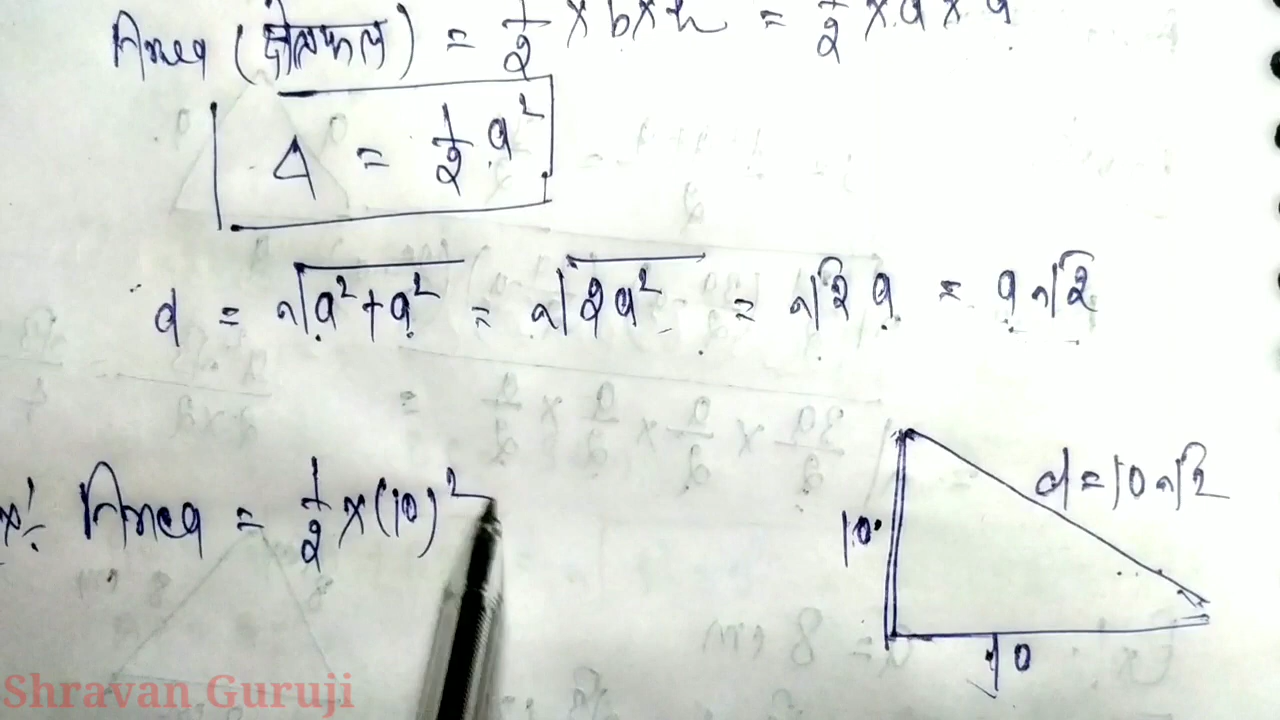 Area (क्षेत्रफल) = 1/2 × b × h = 1/2 × a × a
Δ = 1/2 a²
d = √a²+a² = √2a² = √2 a = a√2
Ex:- Area = 1/2 × (10)²
d = 10√2
10
10
Shravan Guruji